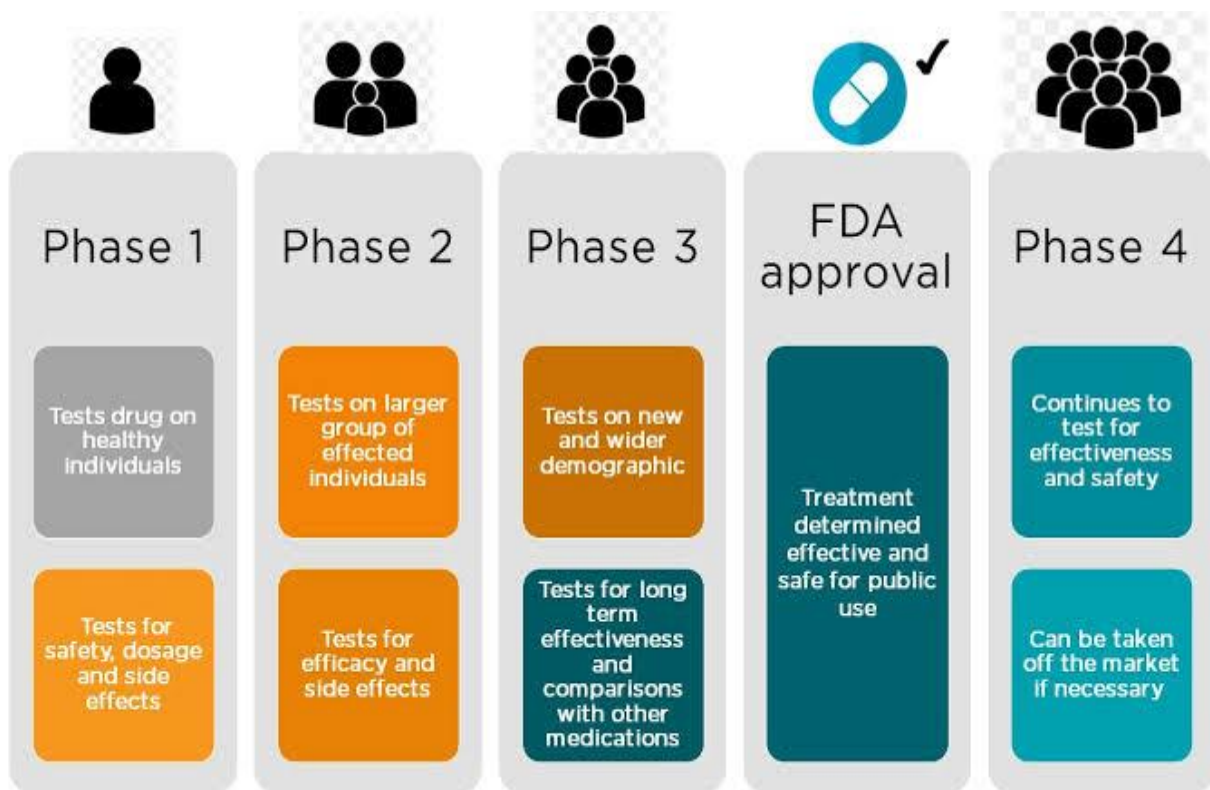 Phase 1
Tests drug on
healthy
individuals
Tests for
safety, dosage
and side
effects
Phase 2
Tests on larger
group of
effected
individuals
Tests for
efficacy and
side effects
Phase 3
Tests on new
and wider
demographic
Tests for long
term
effectiveness
and
comparisons
with other
medications
FDA
approval
Treatment
determined
effective and
safe for public
use
Phase 4
Continues to
test for
effectiveness
and safety
Can be taken
off the market
if necessary